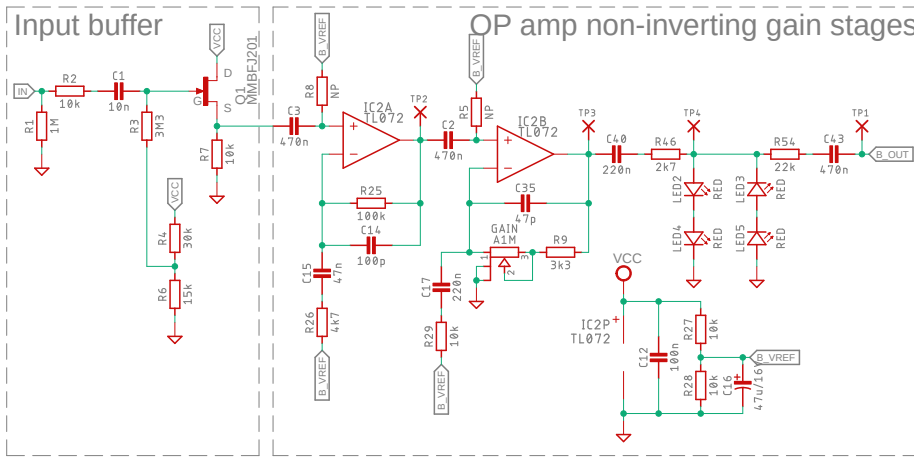 Input buffer
OP amp non-inverting gain stages
VCC
B_VREF
B_VREF
IN
R2
10k
C1
10n
D
G
S
Q1
MMBFJ201
R1
1M
R3
3M3
R7
10k
VCC
R4
30k
R6
15k
C3
470n
R8
NP
IC2A
TL072
TP2
C2
470n
R5
NP
IC2B
TL072
TP3
C40
220n
R46
2k7
TP4
R54
22k
C43
470n
TP1
B_OUT
R25
100k
C14
100p
C15
47n
R26
4k7
B_VREF
C35
47p
GAIN
A1M
1
2
3
R9
3k3
C17
220n
R29
10k
B_VREF
LED2
RED
LED3
RED
LED4
RED
LED5
RED
VCC
IC2P
TL072
+
C12
100n
R27
10k
R28
10k
B_VREF
C16
47u/16V